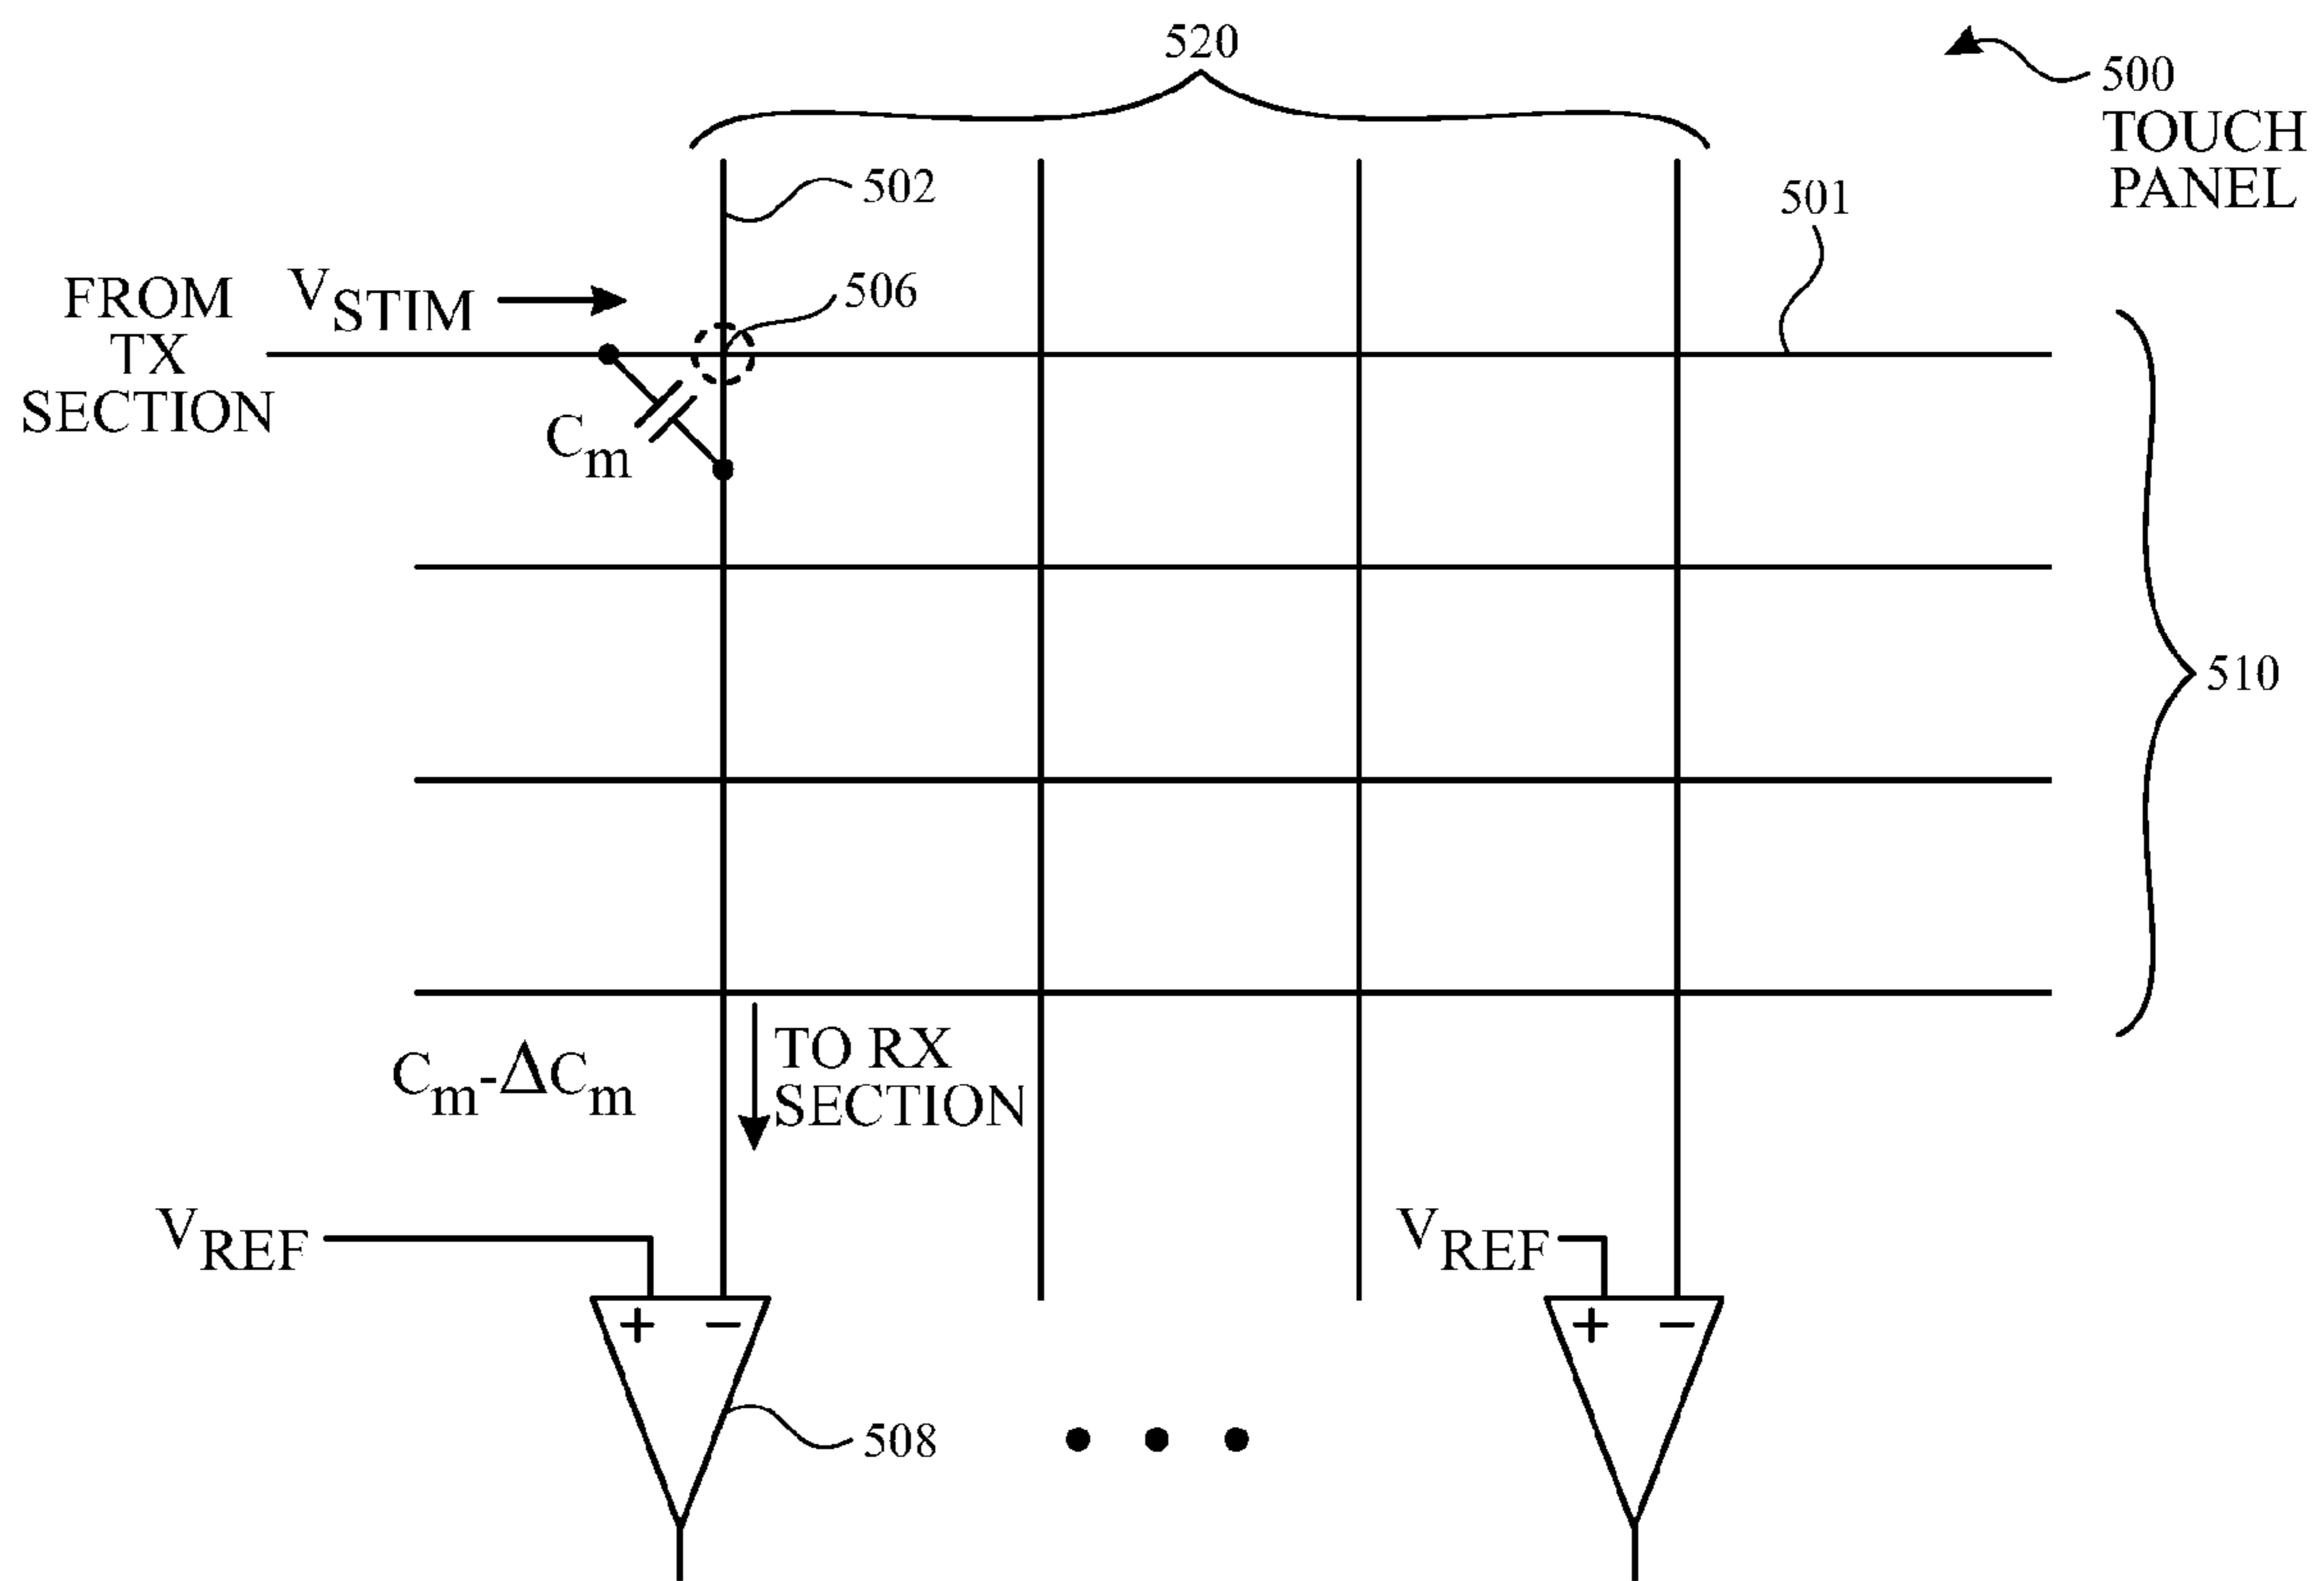 520
500
TOUCH
PANEL
502
501
506
FROM
TX
SECTION
VSTIM
Cm
510
Cm-ΔCm
TO RX
SECTION
VREF
VREF
+ −
+ −
508